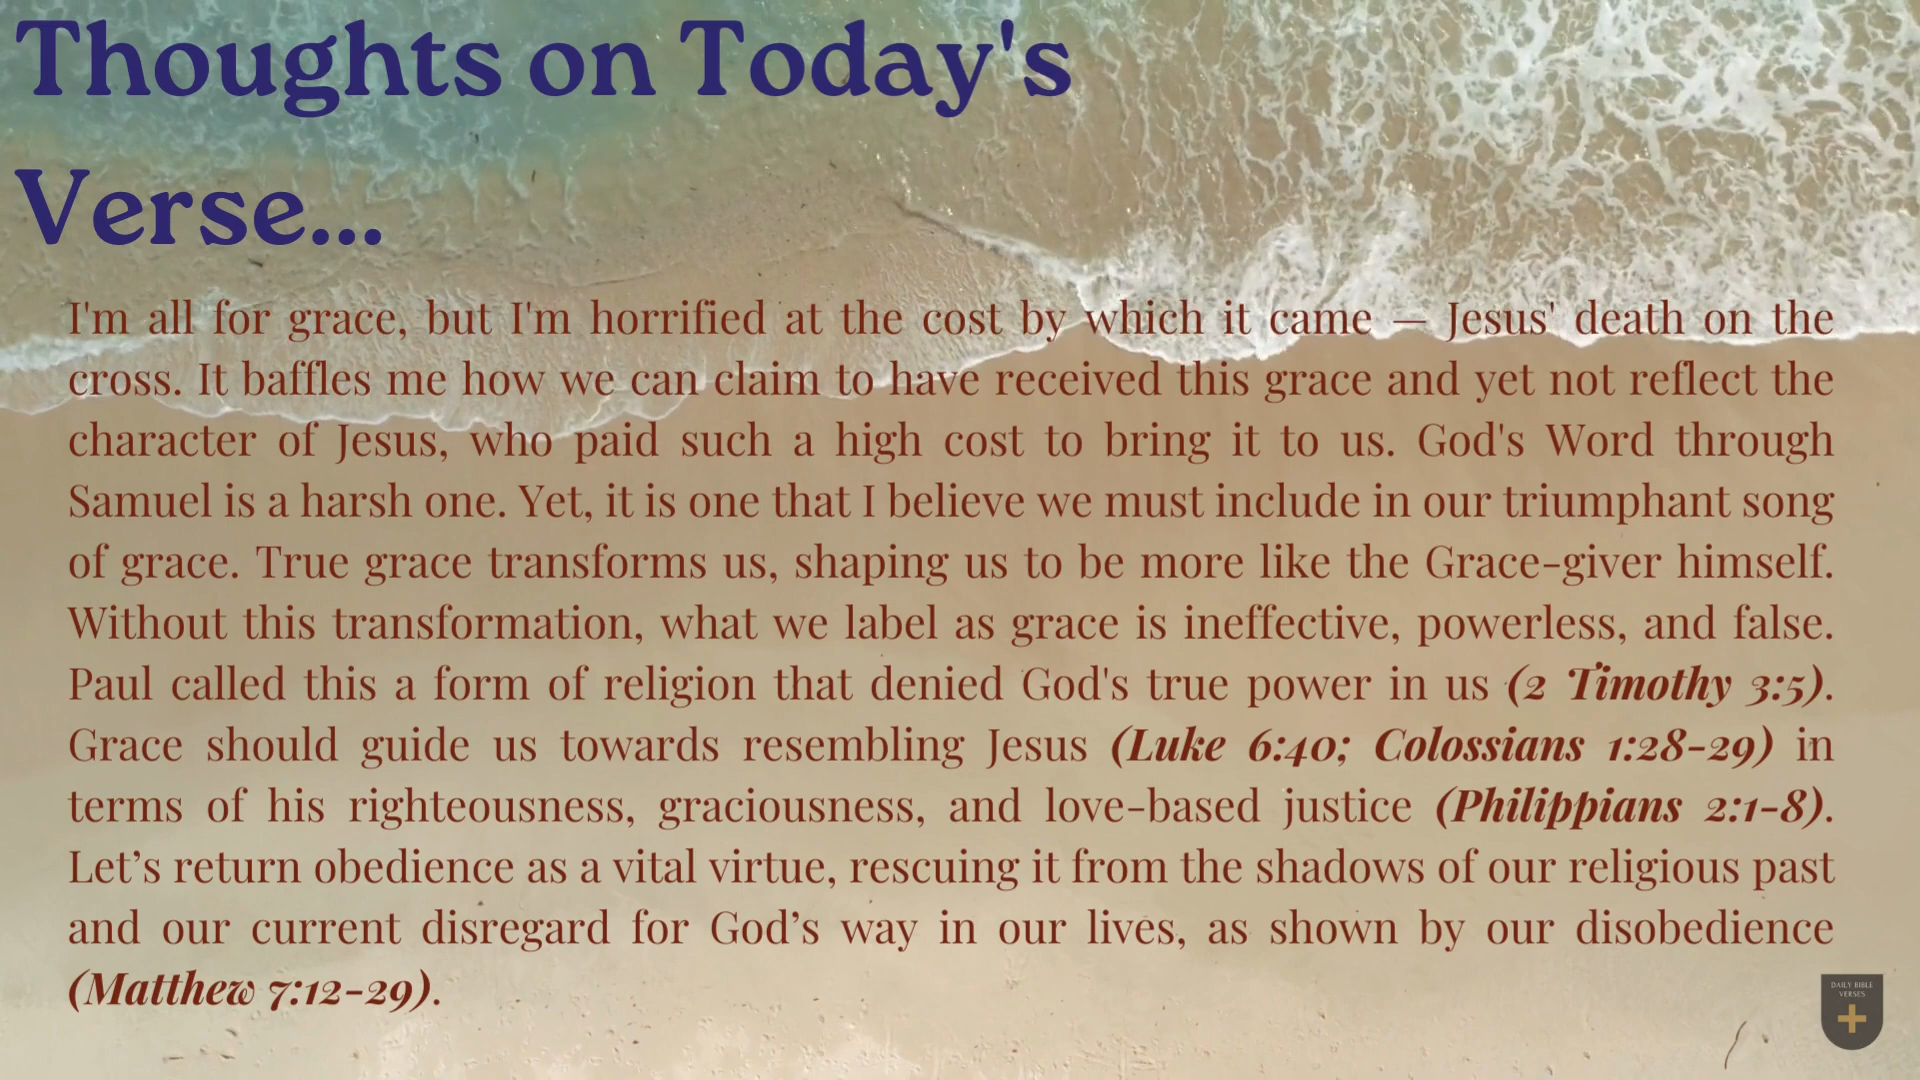 Thoughts on Today's
Verse...
I'm all for grace, but I'm horrified at the cost by which it came — Jesus' death on the
cross. It baffles me how we can claim to have received this grace and yet not reflect the
character of Jesus, who paid such a high cost to bring it to us. God's Word through
Samuel is a harsh one. Yet, it is one that I believe we must include in our triumphant song
of grace. True grace transforms us, shaping us to be more like the Grace-giver himself.
Without this transformation, what we label as grace is ineffective, powerless, and false.
Paul called this a form of religion that denied God's true power in us (2 Timothy 3:5).
Grace should guide us towards resembling Jesus (Luke 6:40; Colossians 1:28-29) in
terms of his righteousness, graciousness, and love-based justice (Philippians 2:1-8).
Let’s return obedience as a vital virtue, rescuing it from the shadows of our religious past
and our current disregard for God’s way in our lives, as shown by our disobedience
(Matthew 7:12-29).
DAILY BIBLE
VERSES